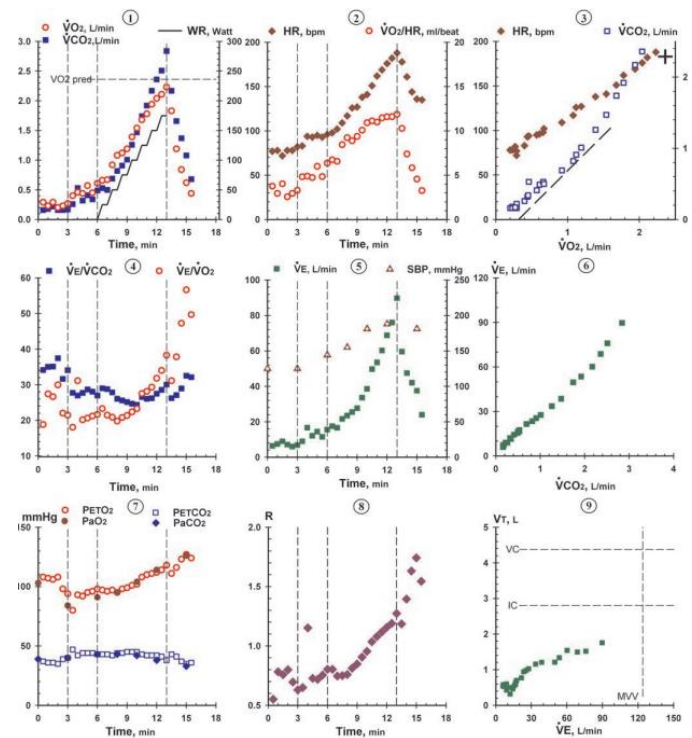 ①
V̇O₂, L/min
V̇CO₂,L/min
WR, Watt
3.0
2.5
2.0
1.5
1.0
0.5
0.0
VO2 pred
300
250
200
150
100
50
0
0 3 6 9 12 15 18
Time, min
②
HR, bpm
V̇O₂/HR, ml/beat
200
150
100
50
0
20
15
10
5
0
0 3 6 9 12 15 18
Time, min
③
HR, bpm
V̇CO₂, L/min
200
150
100
50
0
2
1
0
0 1 2
V̇O₂, L/min
④
V̇E/V̇CO₂
V̇E/V̇O₂
60
50
40
30
20
10
0 3 6 9 12 15 18
Time, min
⑤
V̇E, L/min
SBP, mmHg
100
80
60
40
20
0
250
200
150
100
50
0
0 3 6 9 12 15 18
Time, min
⑥
V̇E, L/min
120
90
60
30
0
0 1 2 3 4
V̇CO₂, L/min
⑦
mmHg
PETO₂
PaO₂
PETCO₂
PaCO₂
150
100
50
0
0 3 6 9 12 15 18
Time, min
⑧
R
2.0
1.5
1.0
0.5
0 3 6 9 12 15 18
Time, min
⑨
VT, L
5
4
3
2
1
0
VC
IC
MVV
0 30 60 90 120 150
V̇E, L/min